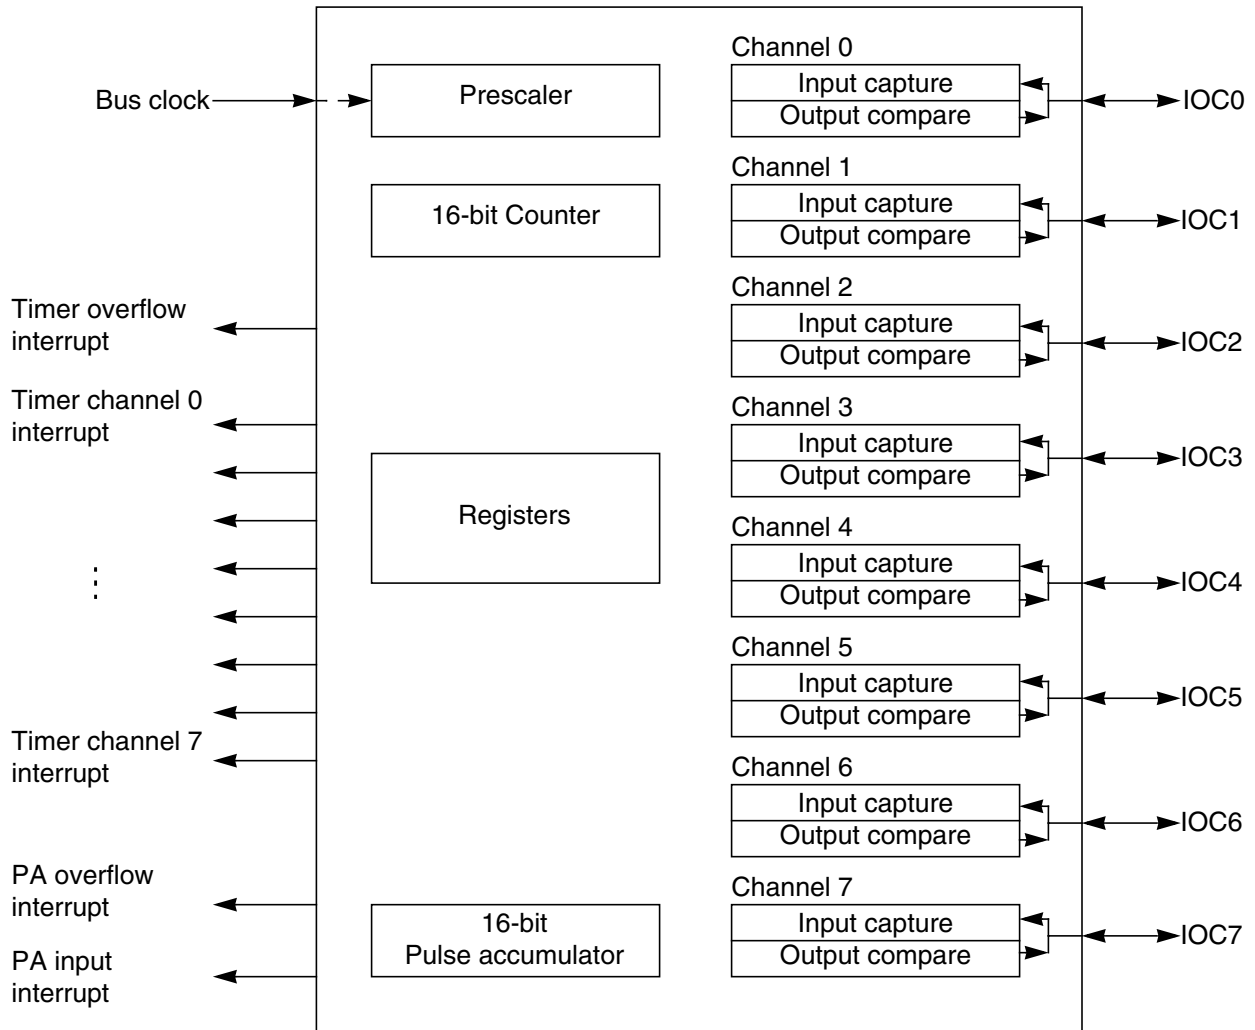 Channel 0
Bus clock
Prescaler
Input capture
Output compare
IOC0
Channel 1
16-bit Counter
Input capture
Output compare
IOC1
Channel 2
Timer overflow
interrupt
Input capture
Output compare
IOC2
Timer channel 0
interrupt
Channel 3
Input capture
Output compare
IOC3
Registers
Channel 4
Input capture
Output compare
IOC4
Channel 5
Input capture
Output compare
IOC5
Timer channel 7
interrupt
Channel 6
Input capture
Output compare
IOC6
PA overflow
interrupt
Channel 7
16-bit
Pulse accumulator
Input capture
Output compare
IOC7
PA input
interrupt